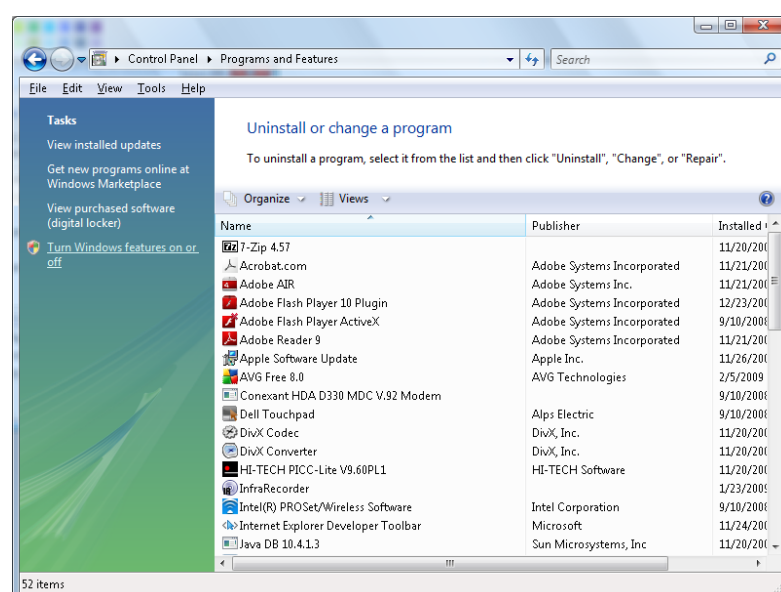 Control Panel Programs and Features Search
File Edit View Tools Help
Tasks
View installed updates
Get new programs online at
Windows Marketplace
View purchased software
(digital locker)
Turn Windows features on or
off
Uninstall or change a program
To uninstall a program, select it from the list and then click "Uninstall", "Change", or "Repair".
Organize Views
Name Publisher Installed
7-Zip 4.57 11/20/200
Acrobat.com Adobe Systems Incorporated 11/21/200
Adobe AIR Adobe Systems Inc. 11/21/200
Adobe Flash Player 10 Plugin Adobe Systems Incorporated 12/23/200
Adobe Flash Player ActiveX Adobe Systems Incorporated 9/10/2008
Adobe Reader 9 Adobe Systems Incorporated 11/21/200
Apple Software Update Apple Inc. 11/26/200
AVG Free 8.0 AVG Technologies 2/5/2009
Conexant HDA D330 MDC V.92 Modem 9/10/2008
Dell Touchpad Alps Electric 9/10/2008
DivX Codec DivX, Inc. 11/20/200
DivX Converter DivX, Inc. 11/20/200
HI-TECH PICC-Lite V9.60PL1 HI-TECH Software 11/20/200
InfraRecorder 1/23/2009
Intel(R) PROSet/Wireless Software Intel Corporation 9/10/2008
Internet Explorer Developer Toolbar Microsoft 11/24/200
Java DB 10.4.1.3 Sun Microsystems, Inc 11/20/200
52 items